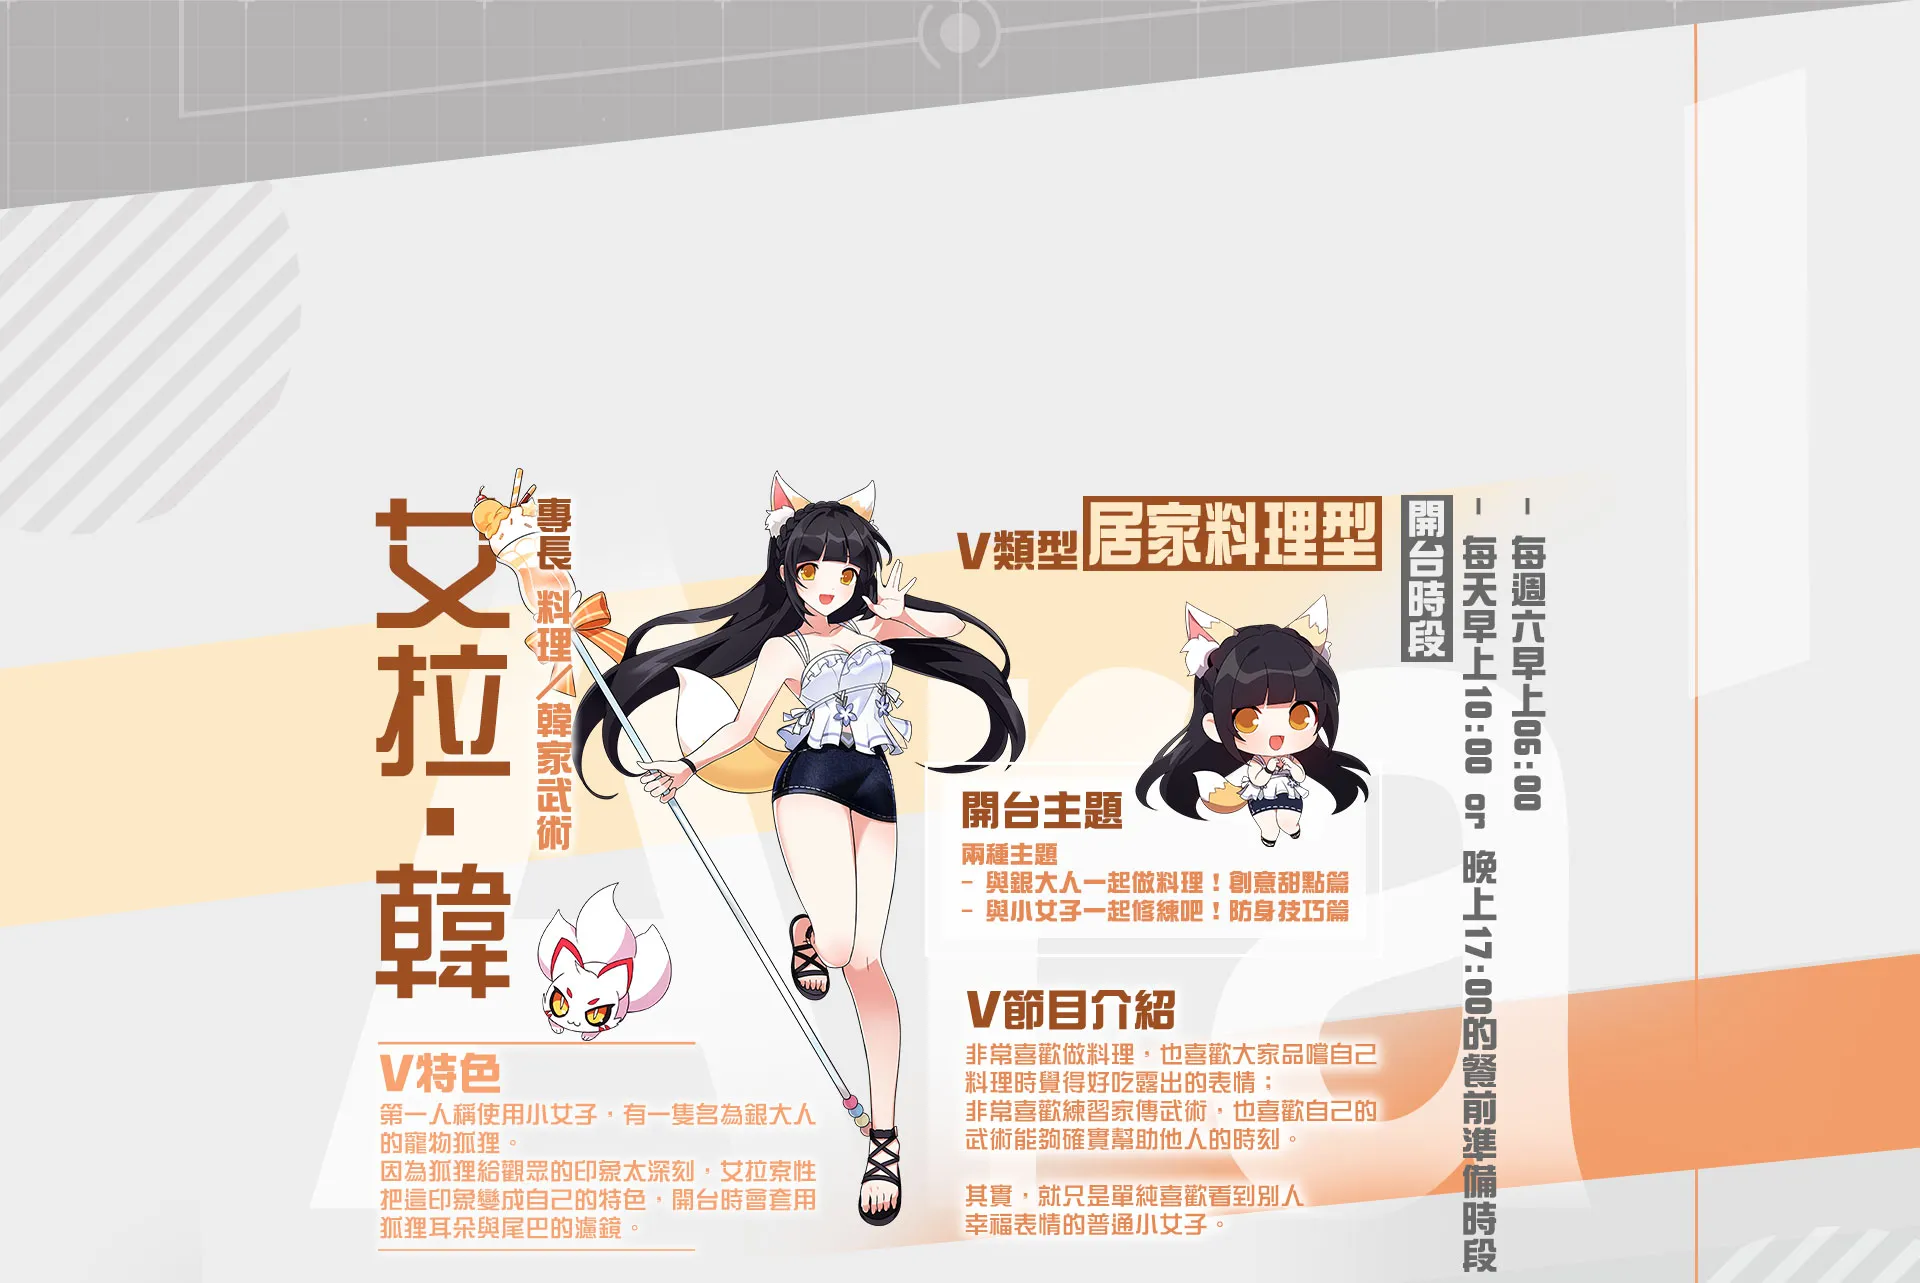 Ara
艾拉·韓
專長 料理／韓家武術
V特色
第一人稱使用小女子，有一隻名為銀大人
的寵物狐狸。
因為狐狸給觀眾的印象太深刻，艾拉索性
把這印象變成自己的特色，開台時會套用
狐狸耳朵與尾巴的濾鏡。
V類型 居家料理型
開台主題
兩種主題
- 與銀大人一起做料理！創意甜點篇
- 與小女子一起修練吧！防身技巧篇
V節目介紹
非常喜歡做料理，也喜歡大家品嚐自己
料理時覺得好吃露出的表情；
非常喜歡練習家傳武術，也喜歡自己的
武術能夠確實幫助他人的時刻。
其實，就只是單純喜歡看到別人
幸福表情的普通小女子。
開台時段
- 每週六早上06:00
- 每天早上10:00 or 晚上17:00的餐前準備時段